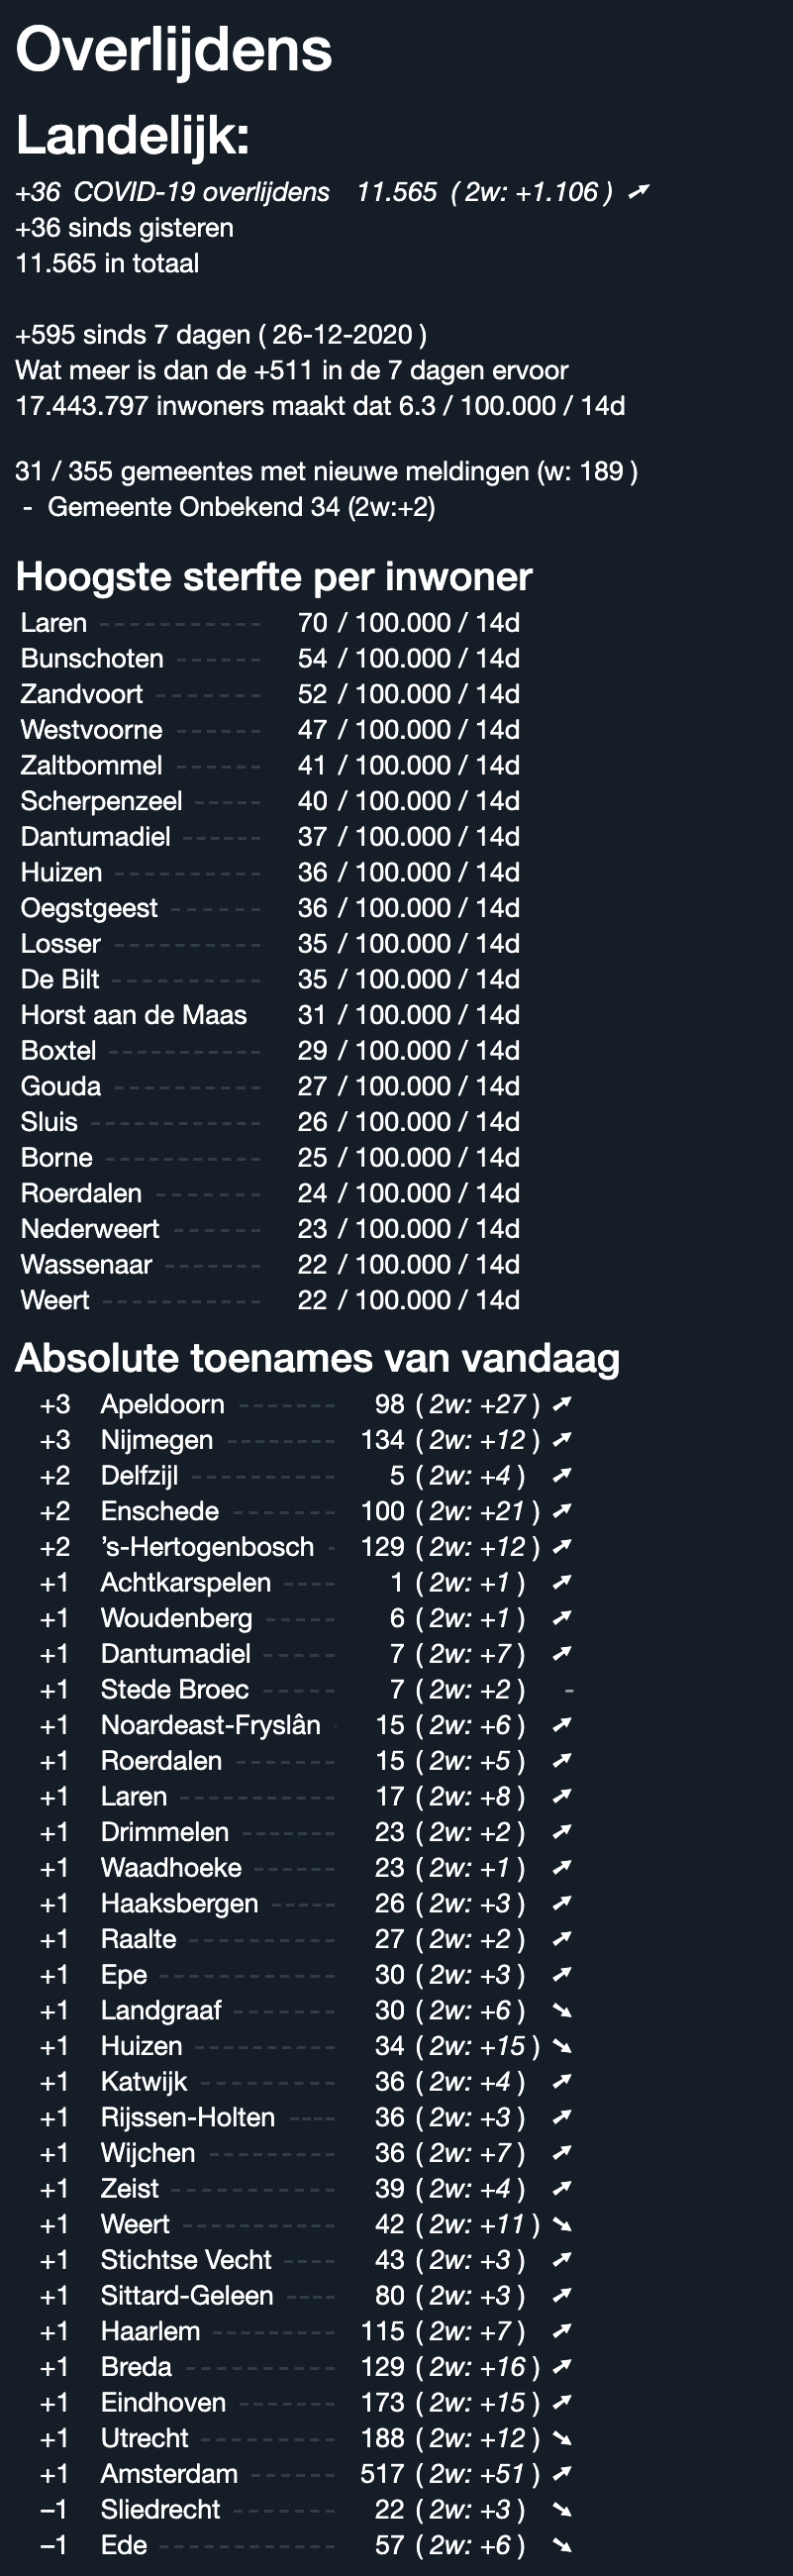 Overlijdens
Landelijk:
+36 COVID-19 overlijdens 11.565 ( 2w: +1.106 ) ➚
+36 sinds gisteren
11.565 in totaal
+595 sinds 7 dagen ( 26-12-2020 )
Wat meer is dan de +511 in de 7 dagen ervoor
17.443.797 inwoners maakt dat 6.3 / 100.000 / 14d
31 / 355 gemeentes met nieuwe meldingen (w: 189 )
- Gemeente Onbekend 34 (2w:+2)
Hoogste sterfte per inwoner
Laren ----------- 70 / 100.000 / 14d
Bunschoten ------ 54 / 100.000 / 14d
Zandvoort ------- 52 / 100.000 / 14d
Westvoorne ------ 47 / 100.000 / 14d
Zaltbommel ------ 41 / 100.000 / 14d
Scherpenzeel ----- 40 / 100.000 / 14d
Dantumadiel ------ 37 / 100.000 / 14d
Huizen ---------- 36 / 100.000 / 14d
Oegstgeest ------ 36 / 100.000 / 14d
Losser ---------- 35 / 100.000 / 14d
De Bilt ---------- 35 / 100.000 / 14d
Horst aan de Maas 31 / 100.000 / 14d
Boxtel ----------- 29 / 100.000 / 14d
Gouda ---------- 27 / 100.000 / 14d
Sluis ------------ 26 / 100.000 / 14d
Borne ----------- 25 / 100.000 / 14d
Roerdalen ------- 24 / 100.000 / 14d
Nederweert ------ 23 / 100.000 / 14d
Wassenaar ------- 22 / 100.000 / 14d
Weert ----------- 22 / 100.000 / 14d
Absolute toenames van vandaag
+3 Apeldoorn ------- 98 ( 2w: +27 ) ➚
+3 Nijmegen -------- 134 ( 2w: +12 ) ➚
+2 Delfzijl ---------- 5 ( 2w: +4 ) ➚
+2 Enschede ------- 100 ( 2w: +21 ) ➚
+2 ’s-Hertogenbosch - 129 ( 2w: +12 ) ➚
+1 Achtkarspelen ---- 1 ( 2w: +1 ) ➚
+1 Woudenberg ----- 6 ( 2w: +1 ) ➚
+1 Dantumadiel ----- 7 ( 2w: +7 ) ➚
+1 Stede Broec ----- 7 ( 2w: +2 ) -
+1 Noardeast-Fryslân 15 ( 2w: +6 ) ➚
+1 Roerdalen ------- 15 ( 2w: +5 ) ➚
+1 Laren ----------- 17 ( 2w: +8 ) ➚
+1 Drimmelen ------- 23 ( 2w: +2 ) ➚
+1 Waadhoeke ------ 23 ( 2w: +1 ) ➚
+1 Haaksbergen ----- 26 ( 2w: +3 ) ➚
+1 Raalte ---------- 27 ( 2w: +2 ) ➚
+1 Epe ------------ 30 ( 2w: +3 ) ➚
+1 Landgraaf ------- 30 ( 2w: +6 ) ➘
+1 Huizen ---------- 34 ( 2w: +15 ) ➘
+1 Katwijk ---------- 36 ( 2w: +4 ) ➚
+1 Rijssen-Holten ---- 36 ( 2w: +3 ) ➚
+1 Wijchen --------- 36 ( 2w: +7 ) ➚
+1 Zeist ------------ 39 ( 2w: +4 ) ➚
+1 Weert ----------- 42 ( 2w: +11 ) ➘
+1 Stichtse Vecht ---- 43 ( 2w: +3 ) ➚
+1 Sittard-Geleen ---- 80 ( 2w: +3 ) ➚
+1 Haarlem --------- 115 ( 2w: +7 ) ➚
+1 Breda ----------- 129 ( 2w: +16 ) ➚
+1 Eindhoven ------- 173 ( 2w: +15 ) ➚
+1 Utrecht ---------- 188 ( 2w: +12 ) ➘
+1 Amsterdam ------ 517 ( 2w: +51 ) ➚
–1 Sliedrecht ------- 22 ( 2w: +3 ) ➘
–1 Ede ------------ 57 ( 2w: +6 ) ➘